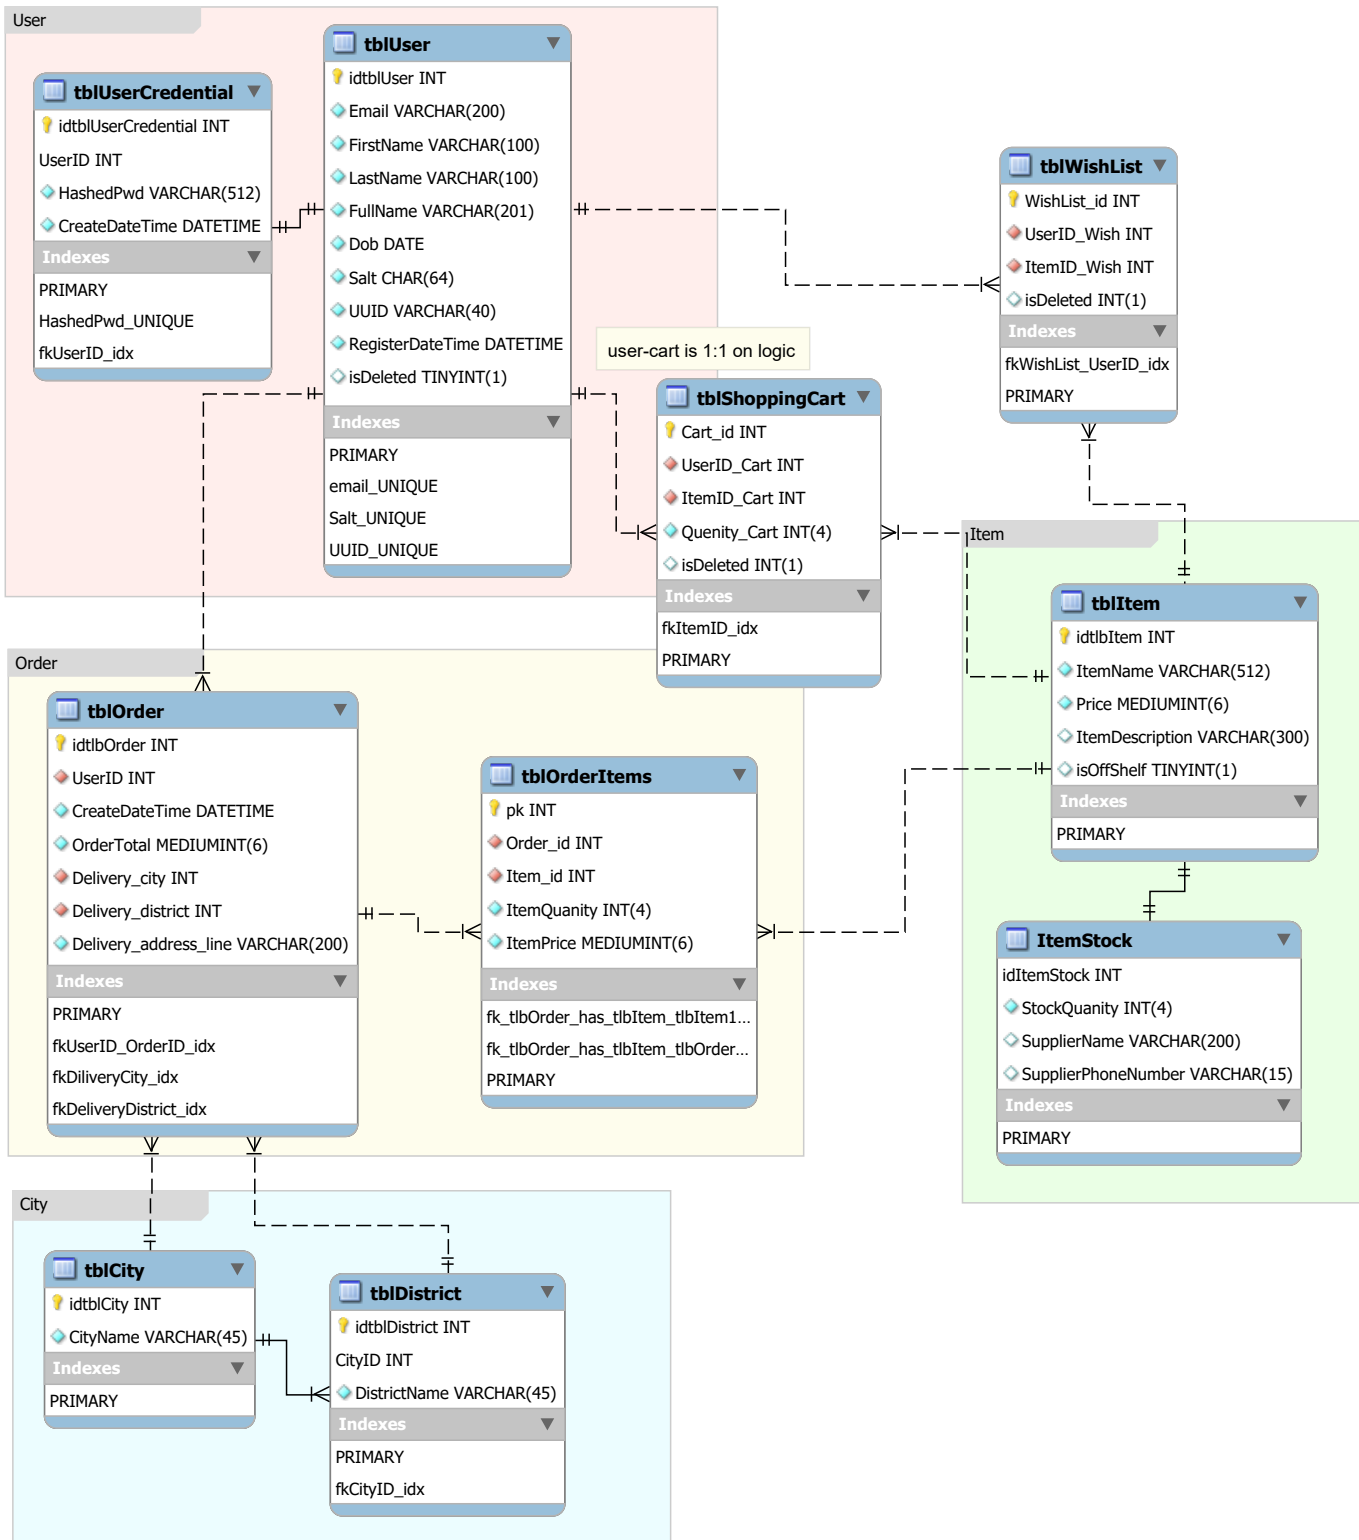 User
tblUser
idtblUser INT
Email VARCHAR(200)
FirstName VARCHAR(100)
LastName VARCHAR(100)
FullName VARCHAR(201)
Dob DATE
Salt CHAR(64)
UUID VARCHAR(40)
RegisterDateTime DATETIME
isDeleted TINYINT(1)
Indexes
PRIMARY
email_UNIQUE
Salt_UNIQUE
UUID_UNIQUE
tblUserCredential
idtblUserCredential INT
UserID INT
HashedPwd VARCHAR(512)
CreateDateTime DATETIME
Indexes
PRIMARY
HashedPwd_UNIQUE
fkUserID_idx
tblWishList
WishList_id INT
UserID_Wish INT
ItemID_Wish INT
isDeleted INT(1)
Indexes
fkWishList_UserID_idx
PRIMARY
user-cart is 1:1 on logic
tblShoppingCart
Cart_id INT
UserID_Cart INT
ItemID_Cart INT
Quenity_Cart INT(4)
isDeleted INT(1)
Indexes
fkItemID_idx
PRIMARY
Item
tblItem
idtlbItem INT
ItemName VARCHAR(512)
Price MEDIUMINT(6)
ItemDescription VARCHAR(300)
isOffShelf TINYINT(1)
Indexes
PRIMARY
ItemStock
idItemStock INT
StockQuanity INT(4)
SupplierName VARCHAR(200)
SupplierPhoneNumber VARCHAR(15)
Indexes
PRIMARY
Order
tblOrder
idtlbOrder INT
UserID INT
CreateDateTime DATETIME
OrderTotal MEDIUMINT(6)
Delivery_city INT
Delivery_district INT
Delivery_address_line VARCHAR(200)
Indexes
PRIMARY
fkUserID_OrderID_idx
fkDiliveryCity_idx
fkDeliveryDistrict_idx
tblOrderItems
pk INT
Order_id INT
Item_id INT
ItemQuanity INT(4)
ItemPrice MEDIUMINT(6)
Indexes
fk_tlbOrder_has_tlbItem_tlbItem1...
fk_tlbOrder_has_tlbItem_tlbOrder...
PRIMARY
City
tblCity
idtblCity INT
CityName VARCHAR(45)
Indexes
PRIMARY
tblDistrict
idtblDistrict INT
CityID INT
DistrictName VARCHAR(45)
Indexes
PRIMARY
fkCityID_idx